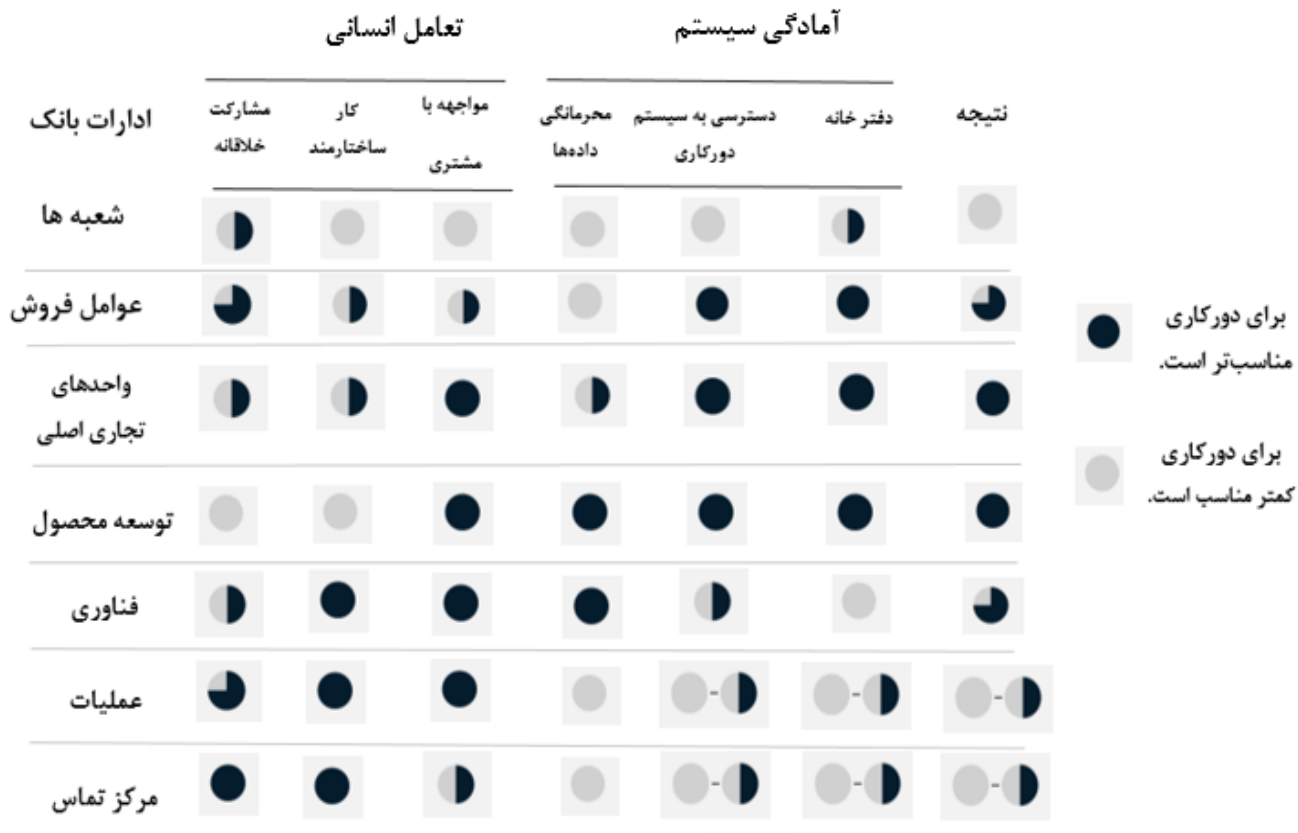 تعامل انسانی
آمادگی سیستم
ادارات بانک
مشارکت
خلاقانه
کار
ساختارمند
مواجهه با
مشتری
محرمانگی
داده‌ها
دسترسی به سیستم
دورکاری
دفتر خانه
نتیجه
شعبه ها
عوامل فروش
واحدهای
تجاری اصلی
توسعه محصول
فناوری
عملیات
-
-
-
مرکز تماس
-
-
-
برای دورکاری
مناسب‌تر است.
برای دورکاری
کمتر مناسب است.